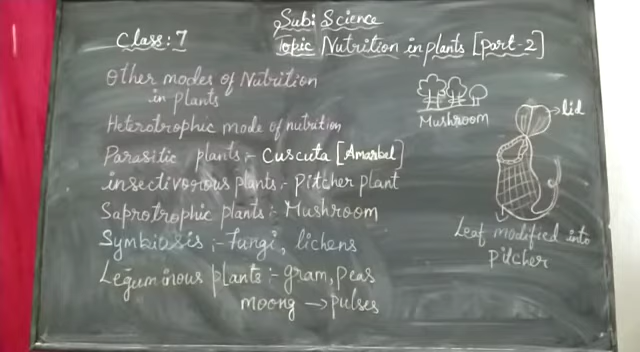 Sub: Science
Class: 7
Topic Nutrition in plants [part-2]
Other modes of Nutrition
in plants
Heterotrophic mode of nutrition
Parasitic plants:- Cuscuta [Amarbel]
insectivorous plants:- Pitcher plant
Saprotrophic plants:- Mushroom
Symbiosis :- Fungi, lichens
Leguminous plants:- gram, peas
moong → pulses
Mushroom
lid
Leaf modified into
pitcher